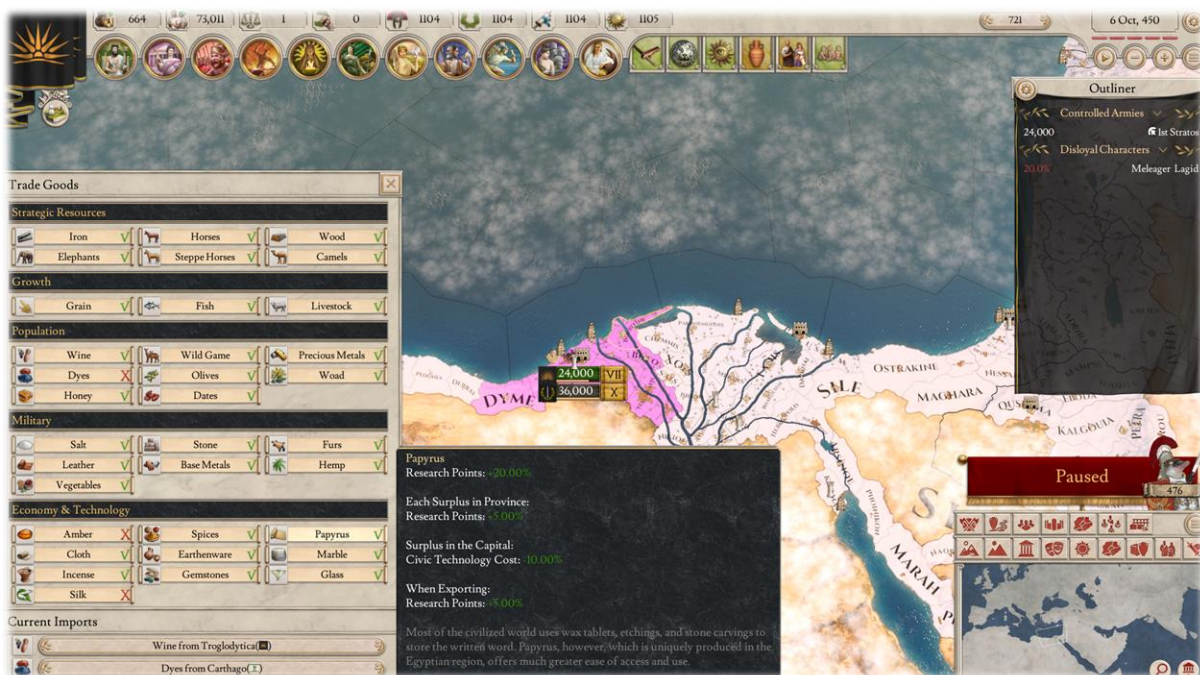 664
73,011
1
0
1104
1104
1104
1105
721
6 Oct, 450
Outliner
Controlled Armies
24,000 1st Stratos
Disloyal Characters
20.0% Meleager Lagid
Trade Goods
Strategic Resources
Iron Horses Wood
Elephants Steppe Horses Camels
Growth
Grain Fish Livestock
Population
Wine Wild Game Precious Metals
Dyes Olives Woad
Honey Dates
Military
Salt Stone Furs
Leather Base Metals Hemp
Vegetables
Economy & Technology
Amber Spices Papyrus
Cloth Earthenware Marble
Incense Gemstones Glass
Silk
Current Imports
Wine from Troglodytica
Dyes from Carthago
24,000 VII
36,000 X
DYME
SILE
OSTRAKINE
MAGHARA
KALGOUIA
PETRA
MARAH
Papyrus
Research Points: +20.00%
Each Surplus in Province:
Research Points: +5.00%
Surplus in the Capital:
Civic Technology Cost: -10.00%
When Exporting:
Research Points: +5.00%
Most of the civilized world uses wax tablets, etchings, and stone carvings to
store the written word. Papyrus, however, which is uniquely produced in the
Egyptian region, offers much greater ease of access and use.
Paused
476